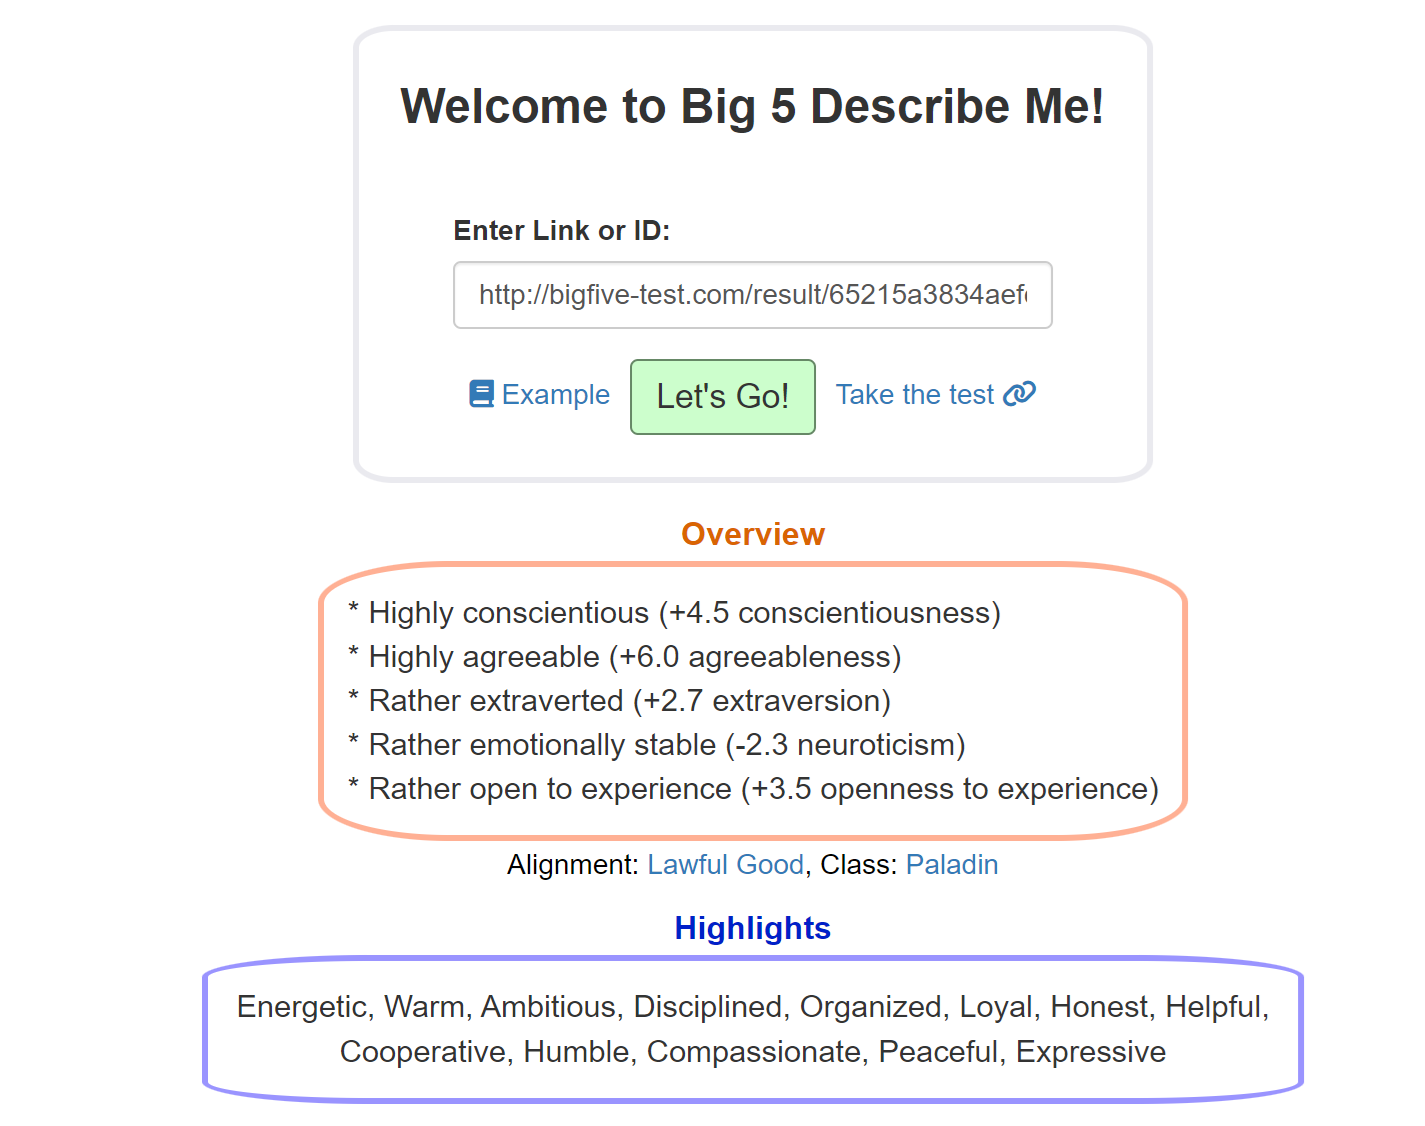 Welcome to Big 5 Describe Me!
Enter Link or ID:
http://bigfive-test.com/result/65215a3834aef
Example
Let's Go!
Take the test
Overview
* Highly conscientious (+4.5 conscientiousness)
* Highly agreeable (+6.0 agreeableness)
* Rather extraverted (+2.7 extraversion)
* Rather emotionally stable (-2.3 neuroticism)
* Rather open to experience (+3.5 openness to experience)
Alignment: Lawful Good, Class: Paladin
Highlights
Energetic, Warm, Ambitious, Disciplined, Organized, Loyal, Honest, Helpful,
Cooperative, Humble, Compassionate, Peaceful, Expressive